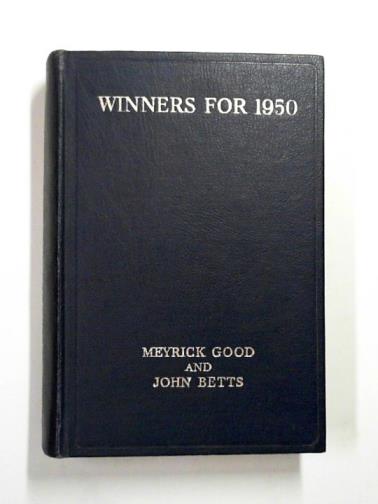 WINNERS FOR 1950
MEYRICK GOOD
AND
JOHN BETTS